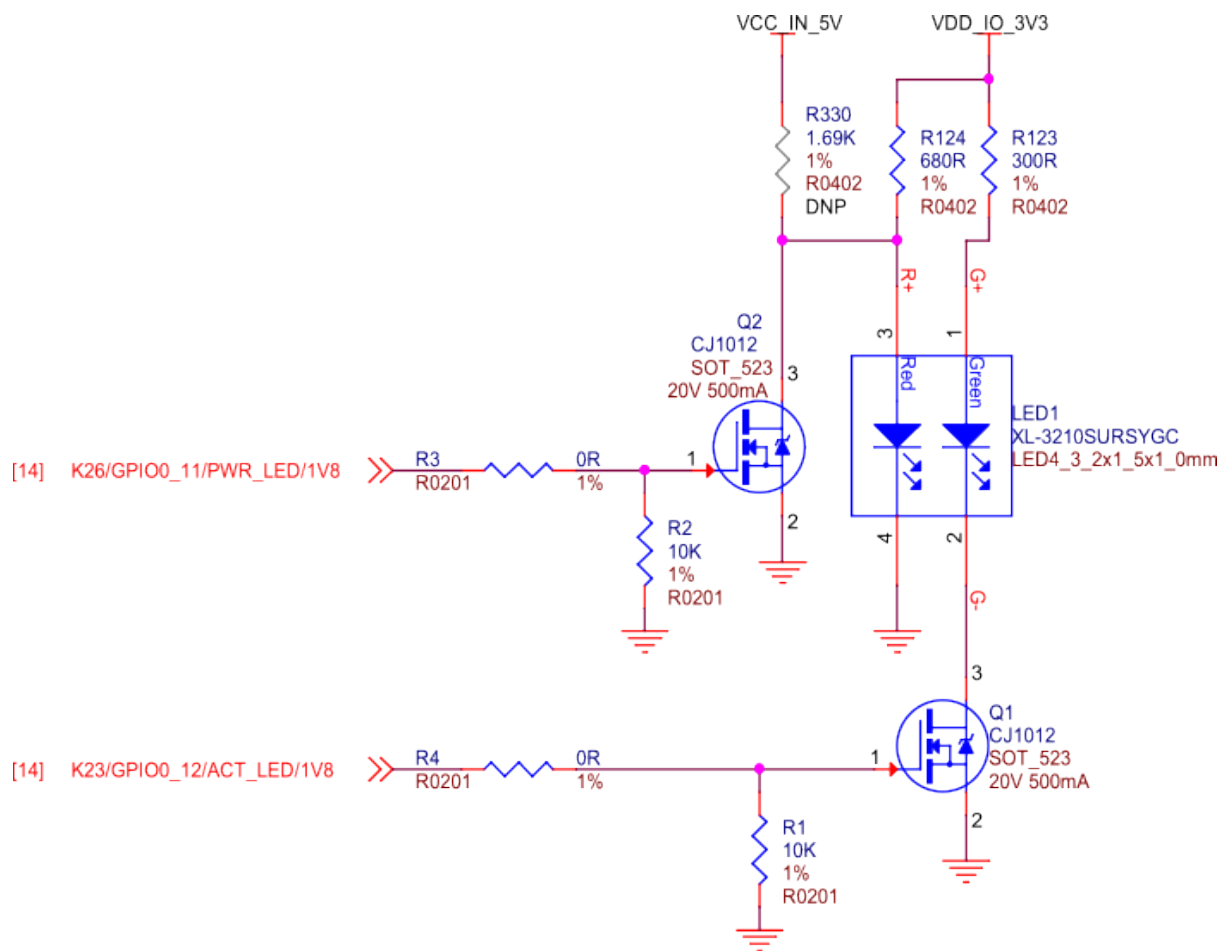 VCC_IN_5V
VDD_IO_3V3
R330
1.69K
1%
R0402
DNP
R124
680R
1%
R0402
R123
300R
1%
R0402
R+
G+
Q2
CJ1012
SOT_523
20V 500mA
3
1
2
3
1
Red
Green
4
2
LED1
XL-3210SURSYGC
LED4_3_2x1_5x1_0mm
[14] K26/GPIO0_11/PWR_LED/1V8
R3
R0201
0R
1%
R2
10K
1%
R0201
G-
[14] K23/GPIO0_12/ACT_LED/1V8
R4
R0201
0R
1%
1
3
2
Q1
CJ1012
SOT_523
20V 500mA
R1
10K
1%
R0201